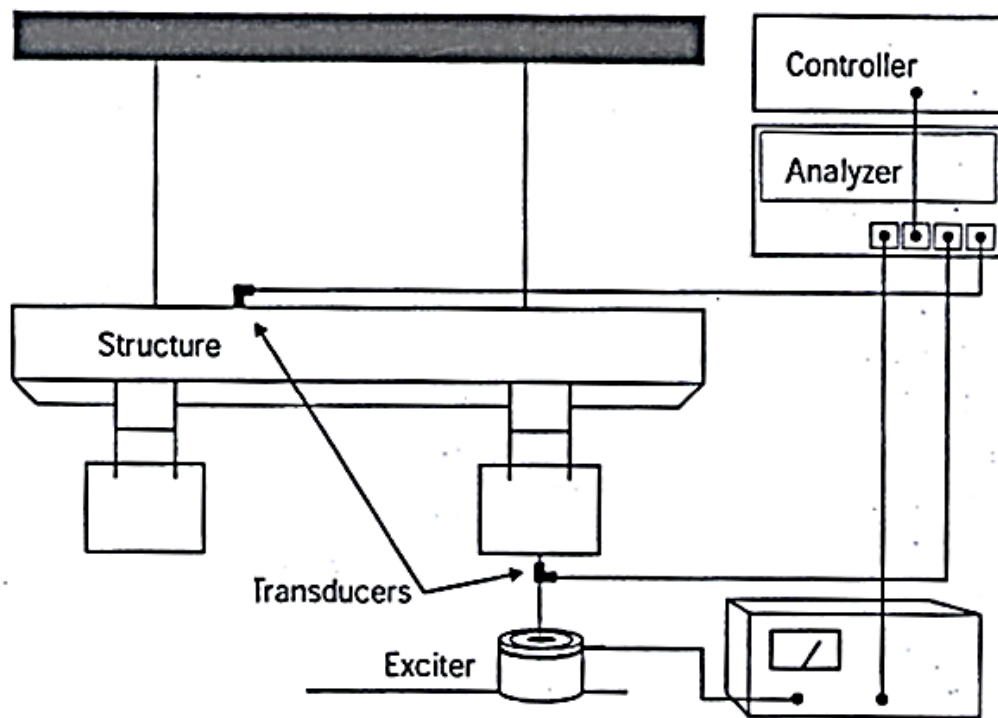 Controller
Analyzer
Structure
Transducers
Exciter